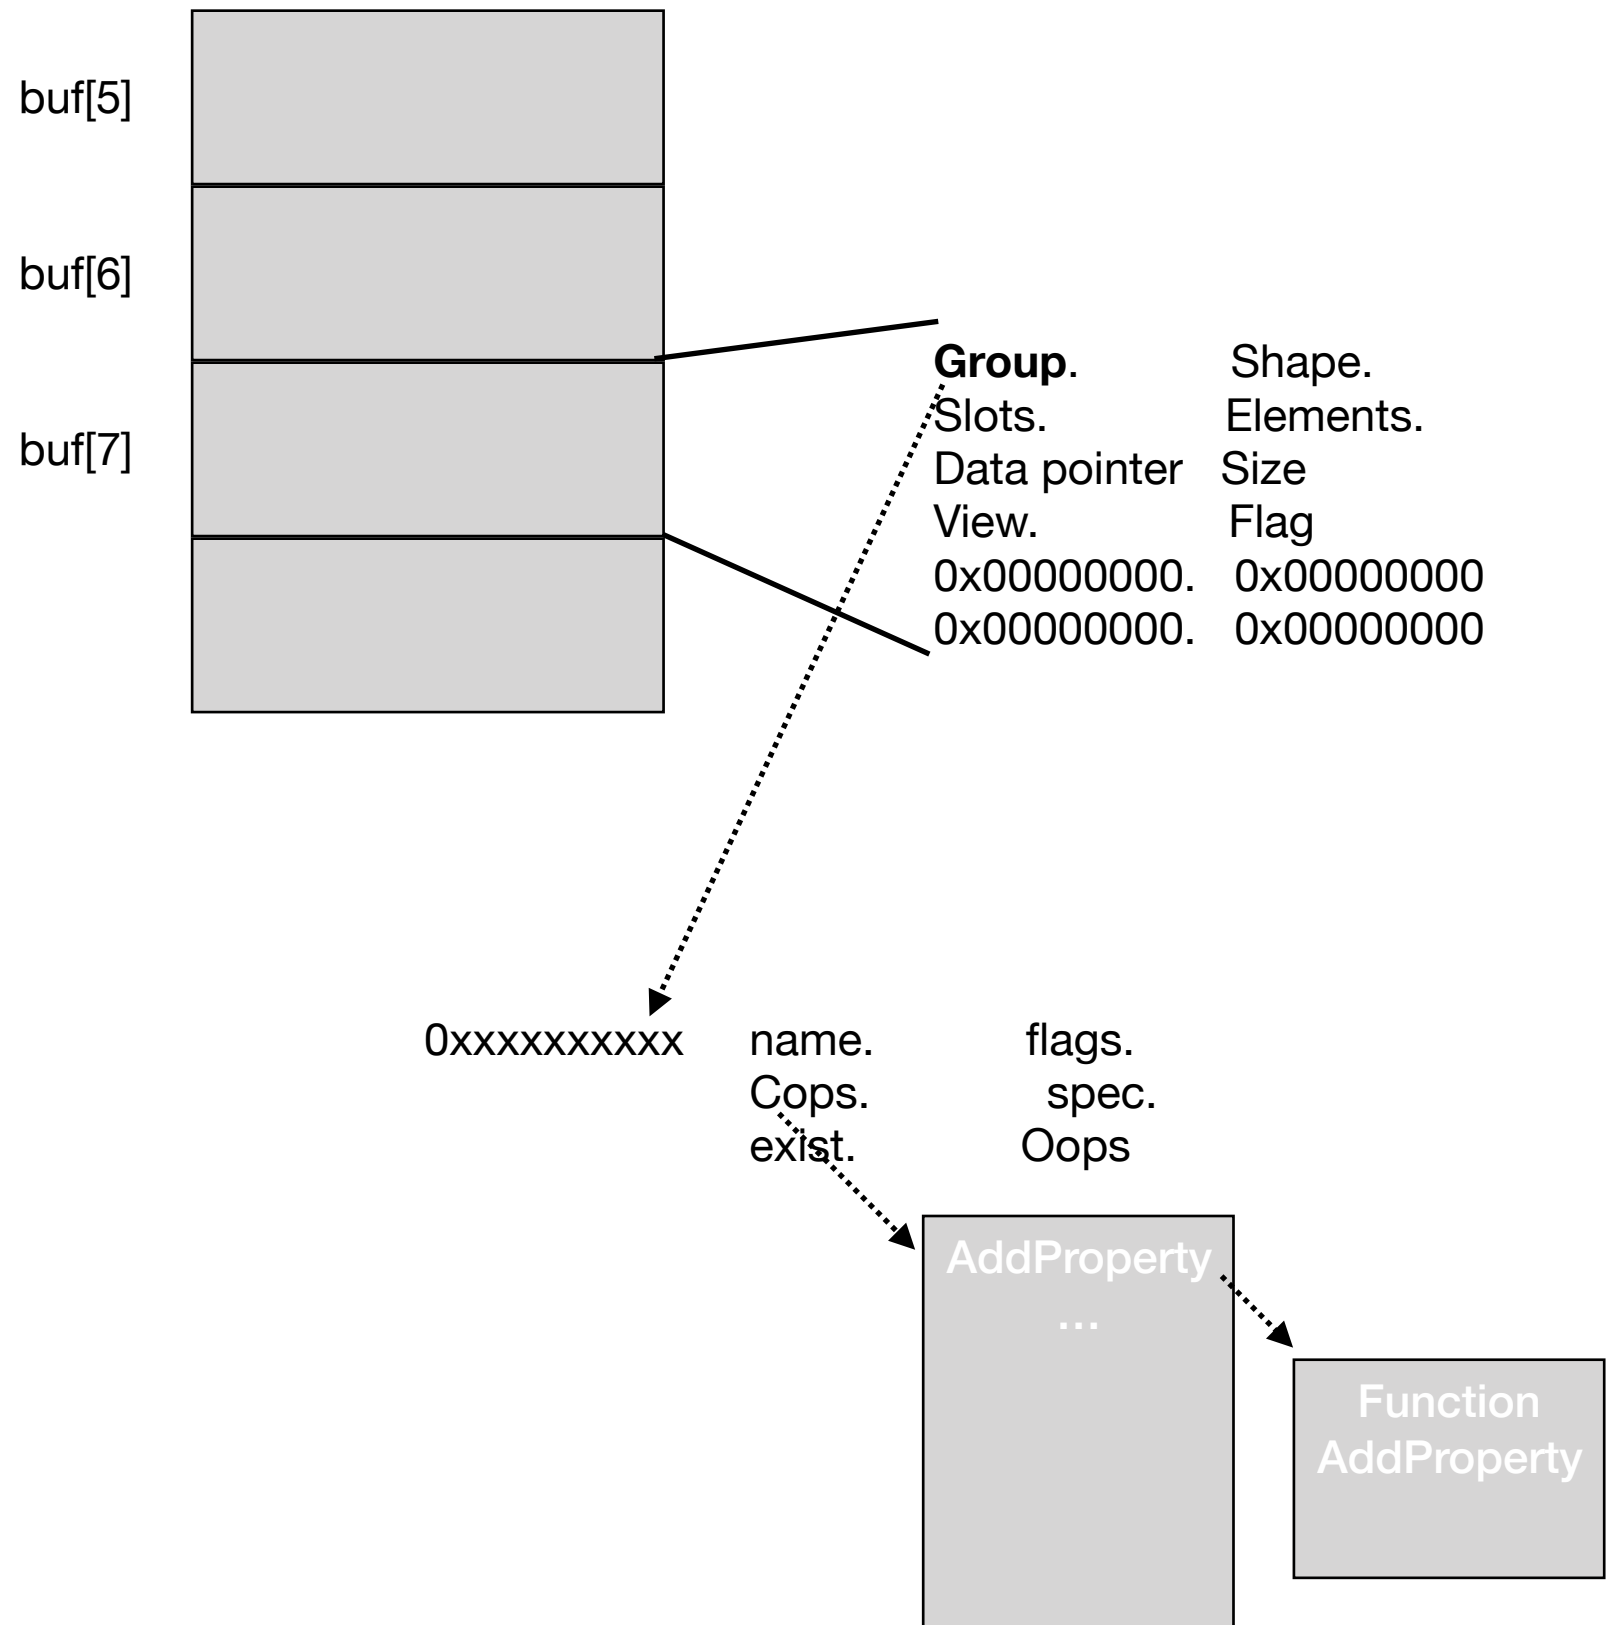 buf[5]
buf[6]
buf[7]
Group. Shape.
Slots. Elements.
Data pointer Size
View. Flag
0x00000000. 0x00000000
0x00000000. 0x00000000
0xxxxxxxxxx name. flags.
Cops. spec.
exist. Oops
AddProperty
...
Function
AddProperty